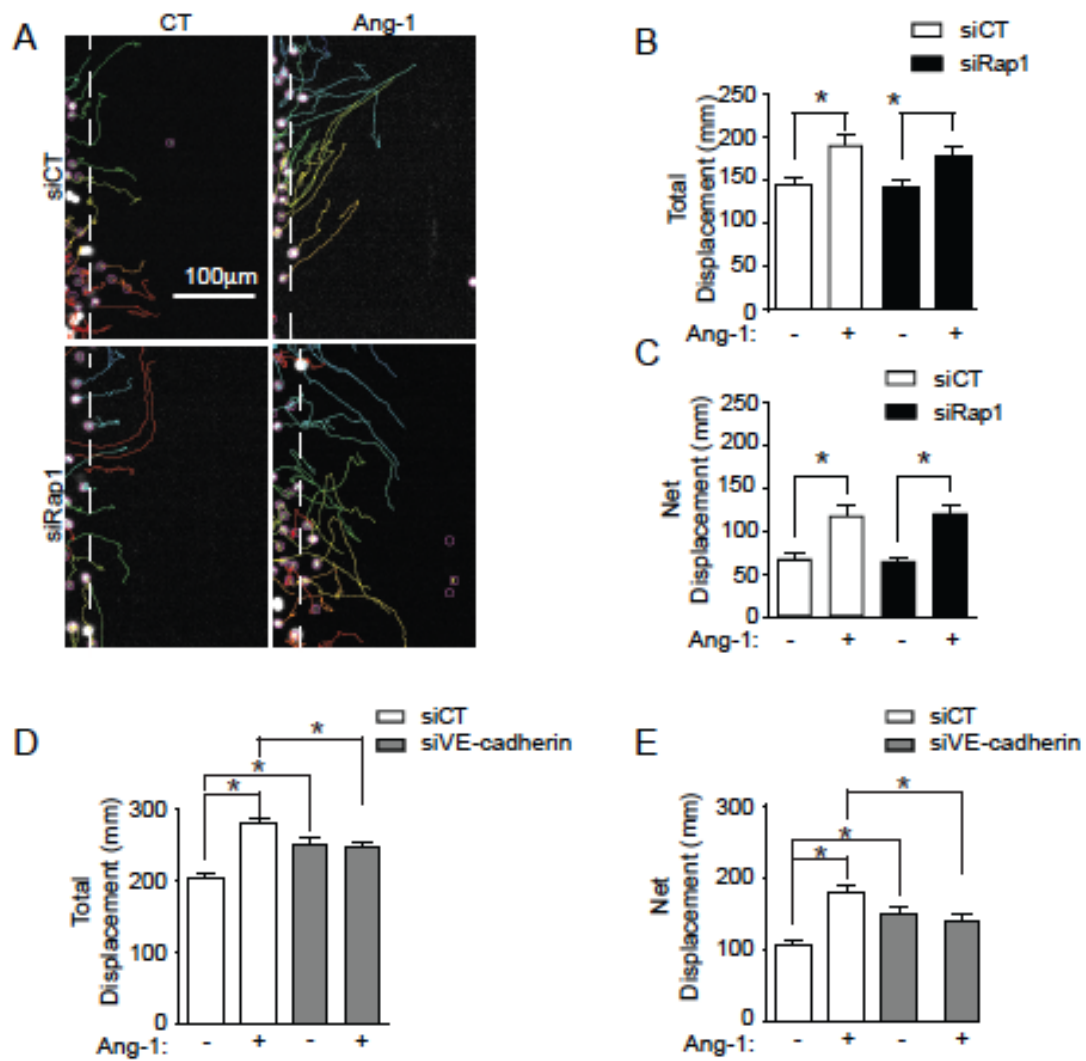 A
CT
Ang-1
siCT
100µm
siRap1
B
siCT
siRap1
Total
Displacement (mm)
250
200
150
100
50
0
*
*
Ang-1: - + - +
C
siCT
siRap1
Net
Displacement (mm)
250
200
150
100
50
0
*
*
Ang-1: - + - +
D
siCT
siVE-cadherin
Total
Displacement (mm)
300
200
100
0
*
*
*
Ang-1: - + - +
E
siCT
siVE-cadherin
Net
Displacement (mm)
300
200
100
0
*
*
*
Ang-1: - + - +